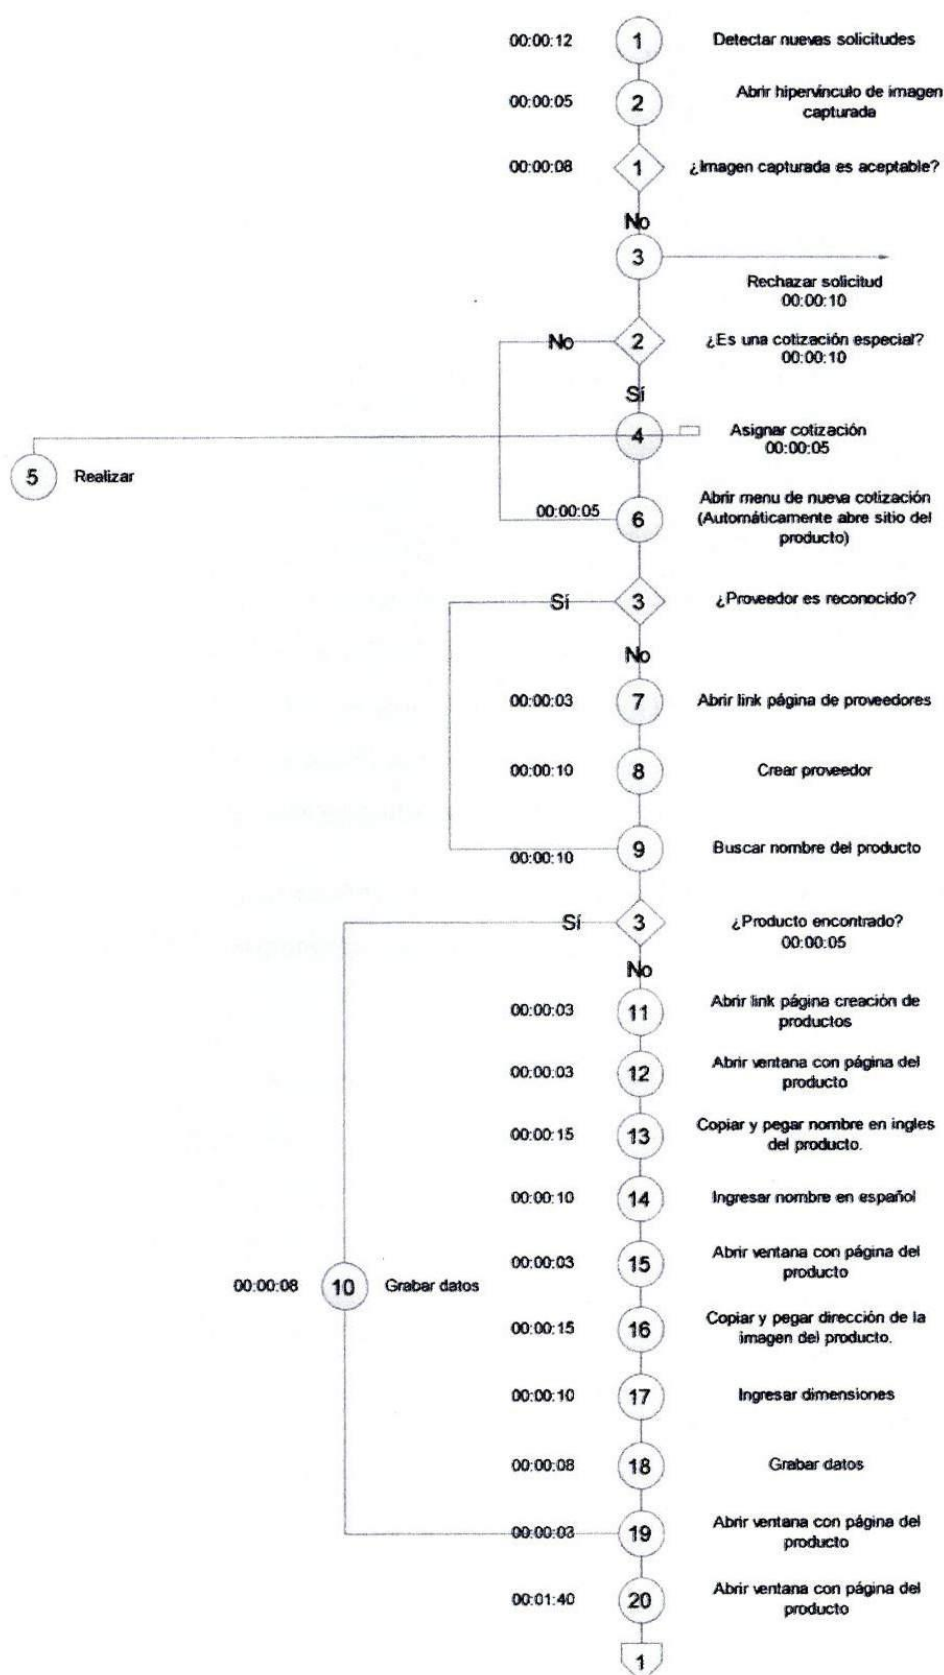 00:00:12 1 Detectar nuevas solicitudes
00:00:05 2 Abrir hipervínculo de imagen
capturada
00:00:08 1 ¿Imagen capturada es aceptable?
No
3
Rechazar solicitud
00:00:10
No 2 ¿Es una cotización especial?
00:00:10
Sí
4 Asignar cotización
00:00:05
5 Realizar
00:00:05 6 Abrir menu de nueva cotización
(Automáticamente abre sitio del
producto)
Sí 3 ¿Proveedor es reconocido?
No
00:00:03 7 Abrir link página de proveedores
00:00:10 8 Crear proveedor
00:00:10 9 Buscar nombre del producto
Sí 3 ¿Producto encontrado?
00:00:05
No
00:00:03 11 Abrir link página creación de
productos
00:00:03 12 Abrir ventana con página del
producto
00:00:15 13 Copiar y pegar nombre en ingles
del producto.
00:00:10 14 Ingresar nombre en español
00:00:03 15 Abrir ventana con página del
producto
00:00:08 10 Grabar datos
00:00:15 16 Copiar y pegar dirección de la
imagen del producto.
00:00:10 17 Ingresar dimensiones
00:00:08 18 Grabar datos
00:00:03 19 Abrir ventana con página del
producto
00:01:40 20 Abrir ventana con página del
producto
1